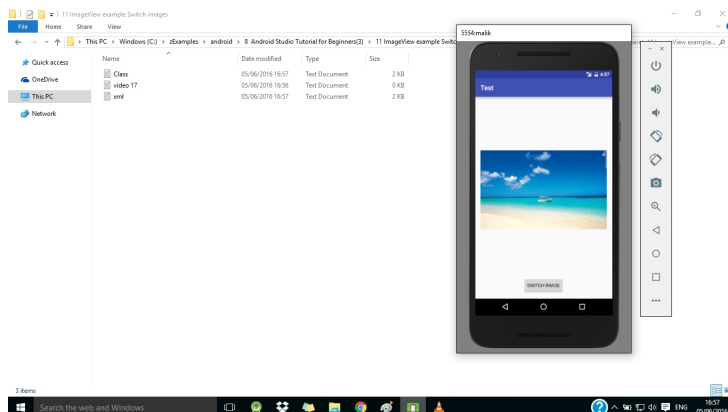 11 ImageView example Switch images
File Home Share View
This PC > Windows (C:) > zExamples > android > 8 Android Studio Tutorial for Beginners(3) > 11 ImageView example Switc
View example...
Quick access
OneDrive
This PC
Network
Name Date modified Type Size
Class 05/06/2016 16:57 Text Document 2 KB
video 17 05/06/2016 16:56 Text Document 0 KB
xml 05/06/2016 16:57 Text Document 2 KB
5554:malik
4:57
Test
SWITCH IMAGE
3 items
Search the web and Windows
ENG
16:57